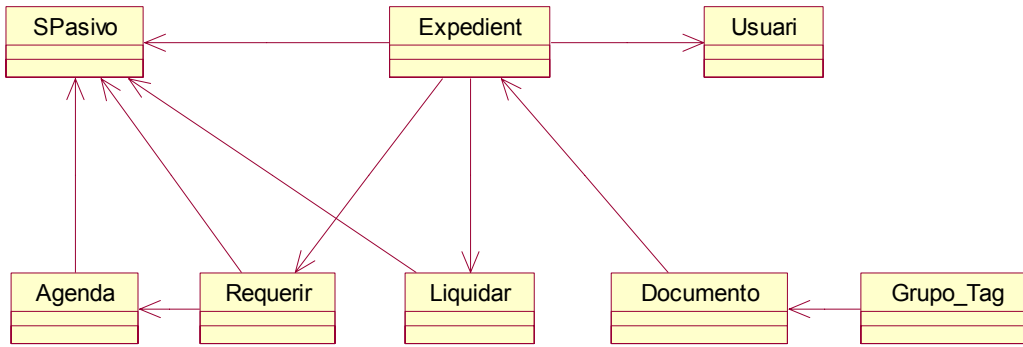 SPasivo
Expedient
Usuari
Agenda
Requerir
Liquidar
Documento
Grupo_Tag